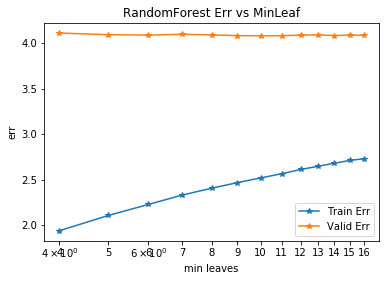 RandomForest Err vs MinLeaf
err
4.0
3.5
3.0
2.5
2.0
Train Err
Valid Err
4 × 10⁰ 4 5 6 × 10⁰ 6 7 8 9 10 11 12 13 14 15 16
min leaves